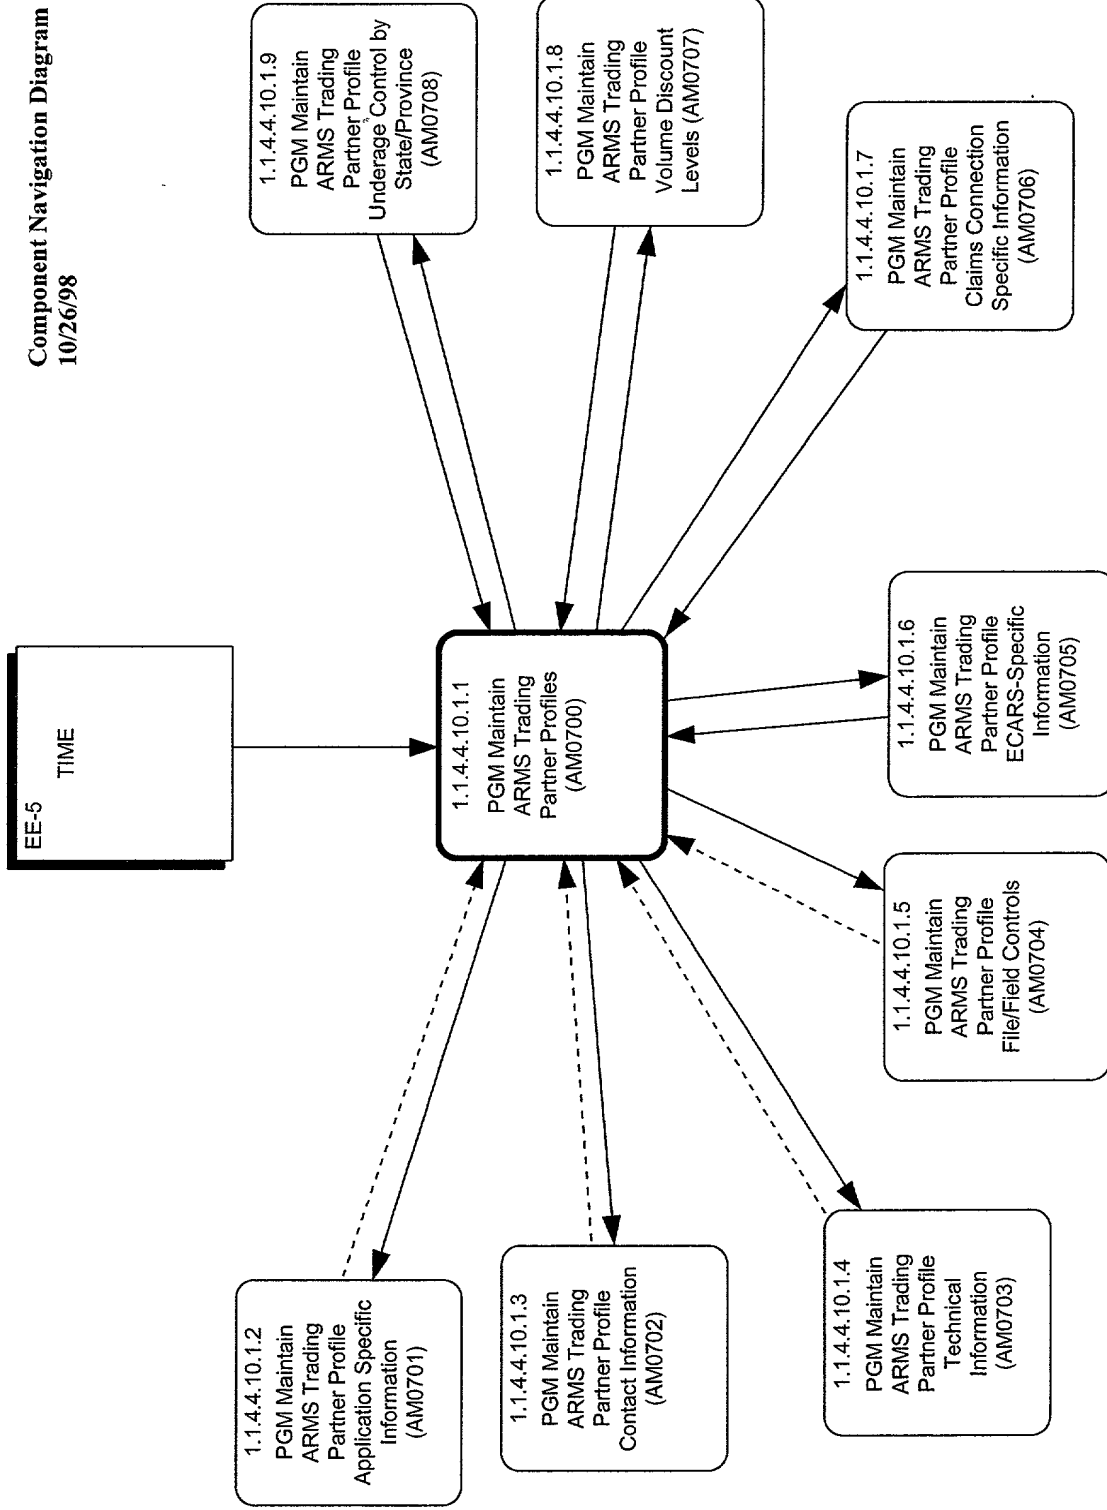 Component Navigation Diagram
10/26/98
EE-5
TIME
1.1.4.4.10.1.1
PGM Maintain
ARMS Trading
Partner Profiles
(AM0700)
1.1.4.4.10.1.2
PGM Maintain
ARMS Trading
Partner Profile
Application Specific
Information
(AM0701)
1.1.4.4.10.1.3
PGM Maintain
ARMS Trading
Partner Profile
Contact Information
(AM0702)
1.1.4.4.10.1.4
PGM Maintain
ARMS Trading
Partner Profile
Technical
Information
(AM0703)
1.1.4.4.10.1.5
PGM Maintain
ARMS Trading
Partner Profile
File/Field Controls
(AM0704)
1.1.4.4.10.1.6
PGM Maintain
ARMS Trading
Partner Profile
ECARS-Specific
Information
(AM0705)
1.1.4.4.10.1.7
PGM Maintain
ARMS Trading
Partner Profile
Claims Connection
Specific Information
(AM0706)
1.1.4.4.10.1.8
PGM Maintain
ARMS Trading
Partner Profile
Volume Discount
Levels (AM0707)
1.1.4.4.10.1.9
PGM Maintain
ARMS Trading
Partner Profile
Underage Control by
State/Province
(AM0708)